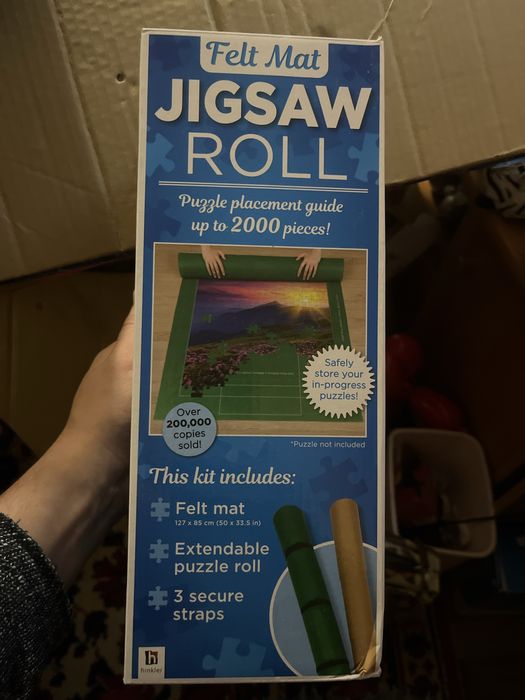 Felt Mat
JIGSAW
ROLL
Puzzle placement guide
up to 2000 pieces!
Safely
store your
in-progress
puzzles!
Over
200,000
copies
sold!
*Puzzle not included
This kit includes:
Felt mat
127 x 85 cm (50 x 33.5 in)
Extendable
puzzle roll
3 secure
straps
h
hinkler